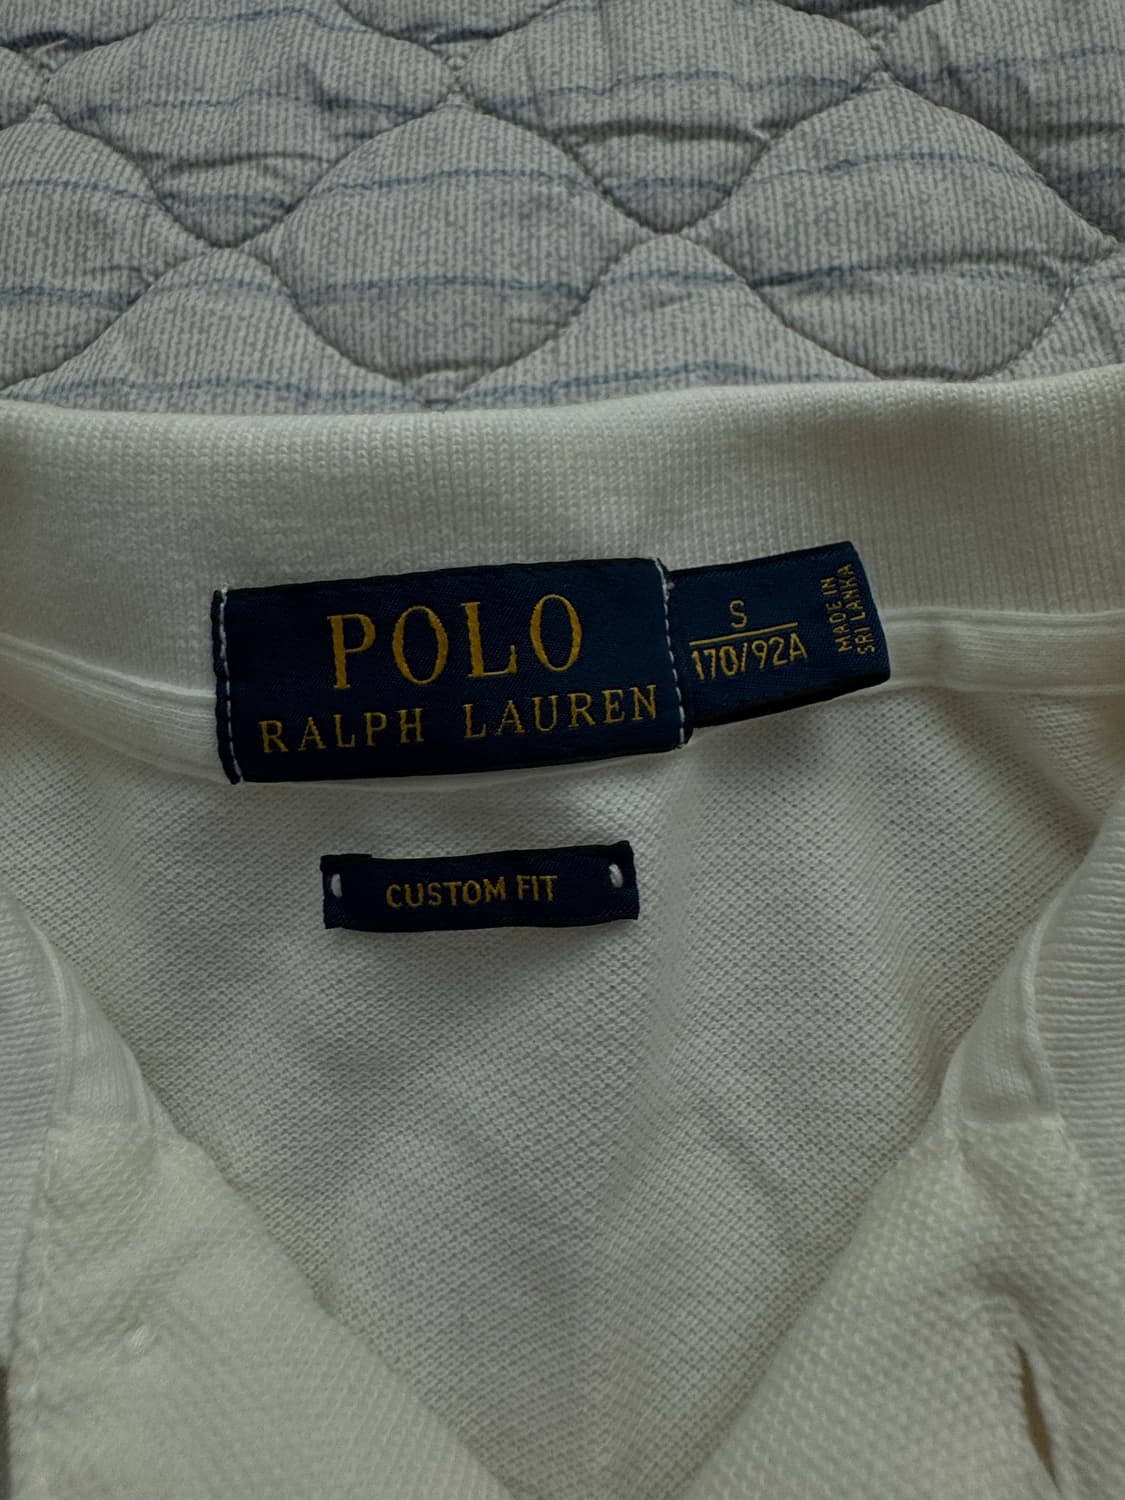 POLO
RALPH LAUREN
S
170/92A
MADE IN
SRI LANKA
CUSTOM FIT